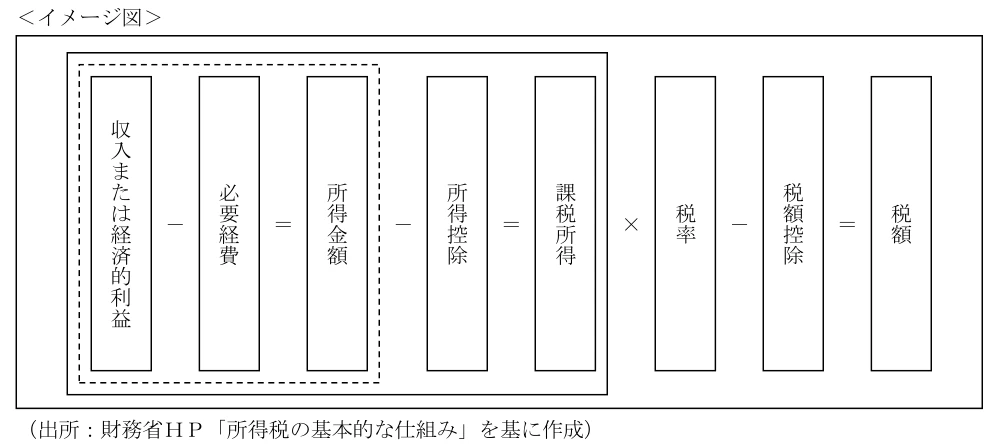 ＜イメージ図＞
収入または経済的利益
－
必要経費
＝
所得金額
－
所得控除
＝
課税所得
×
税率
－
税額控除
＝
税額
（出所：財務省ＨＰ「所得税の基本的な仕組み」を基に作成）